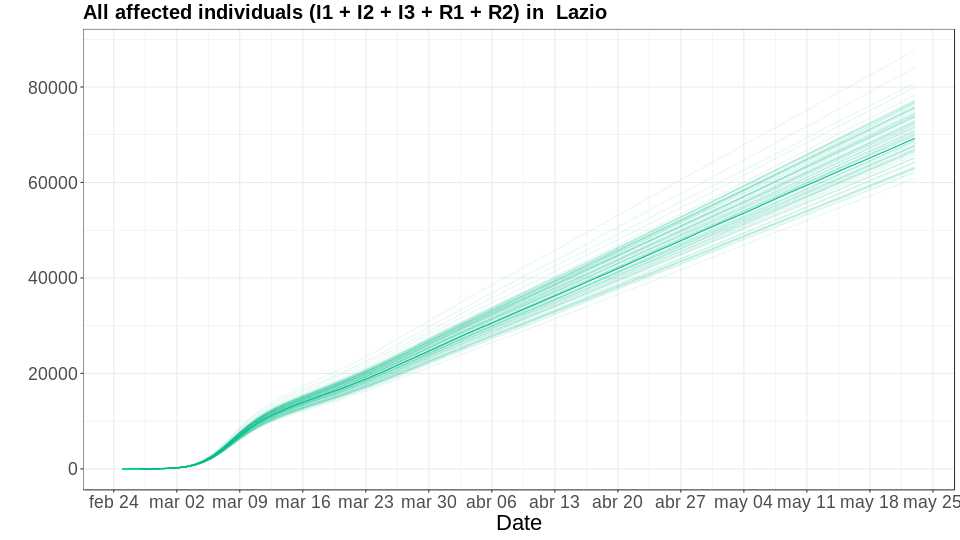 All affected individuals (I1 + I2 + I3 + R1 + R2) in  Lazio
80000
60000
40000
20000
0
feb 24 mar 02 mar 09 mar 16 mar 23 mar 30 abr 06 abr 13 abr 20 abr 27 may 04 may 11 may 18 may 25
Date